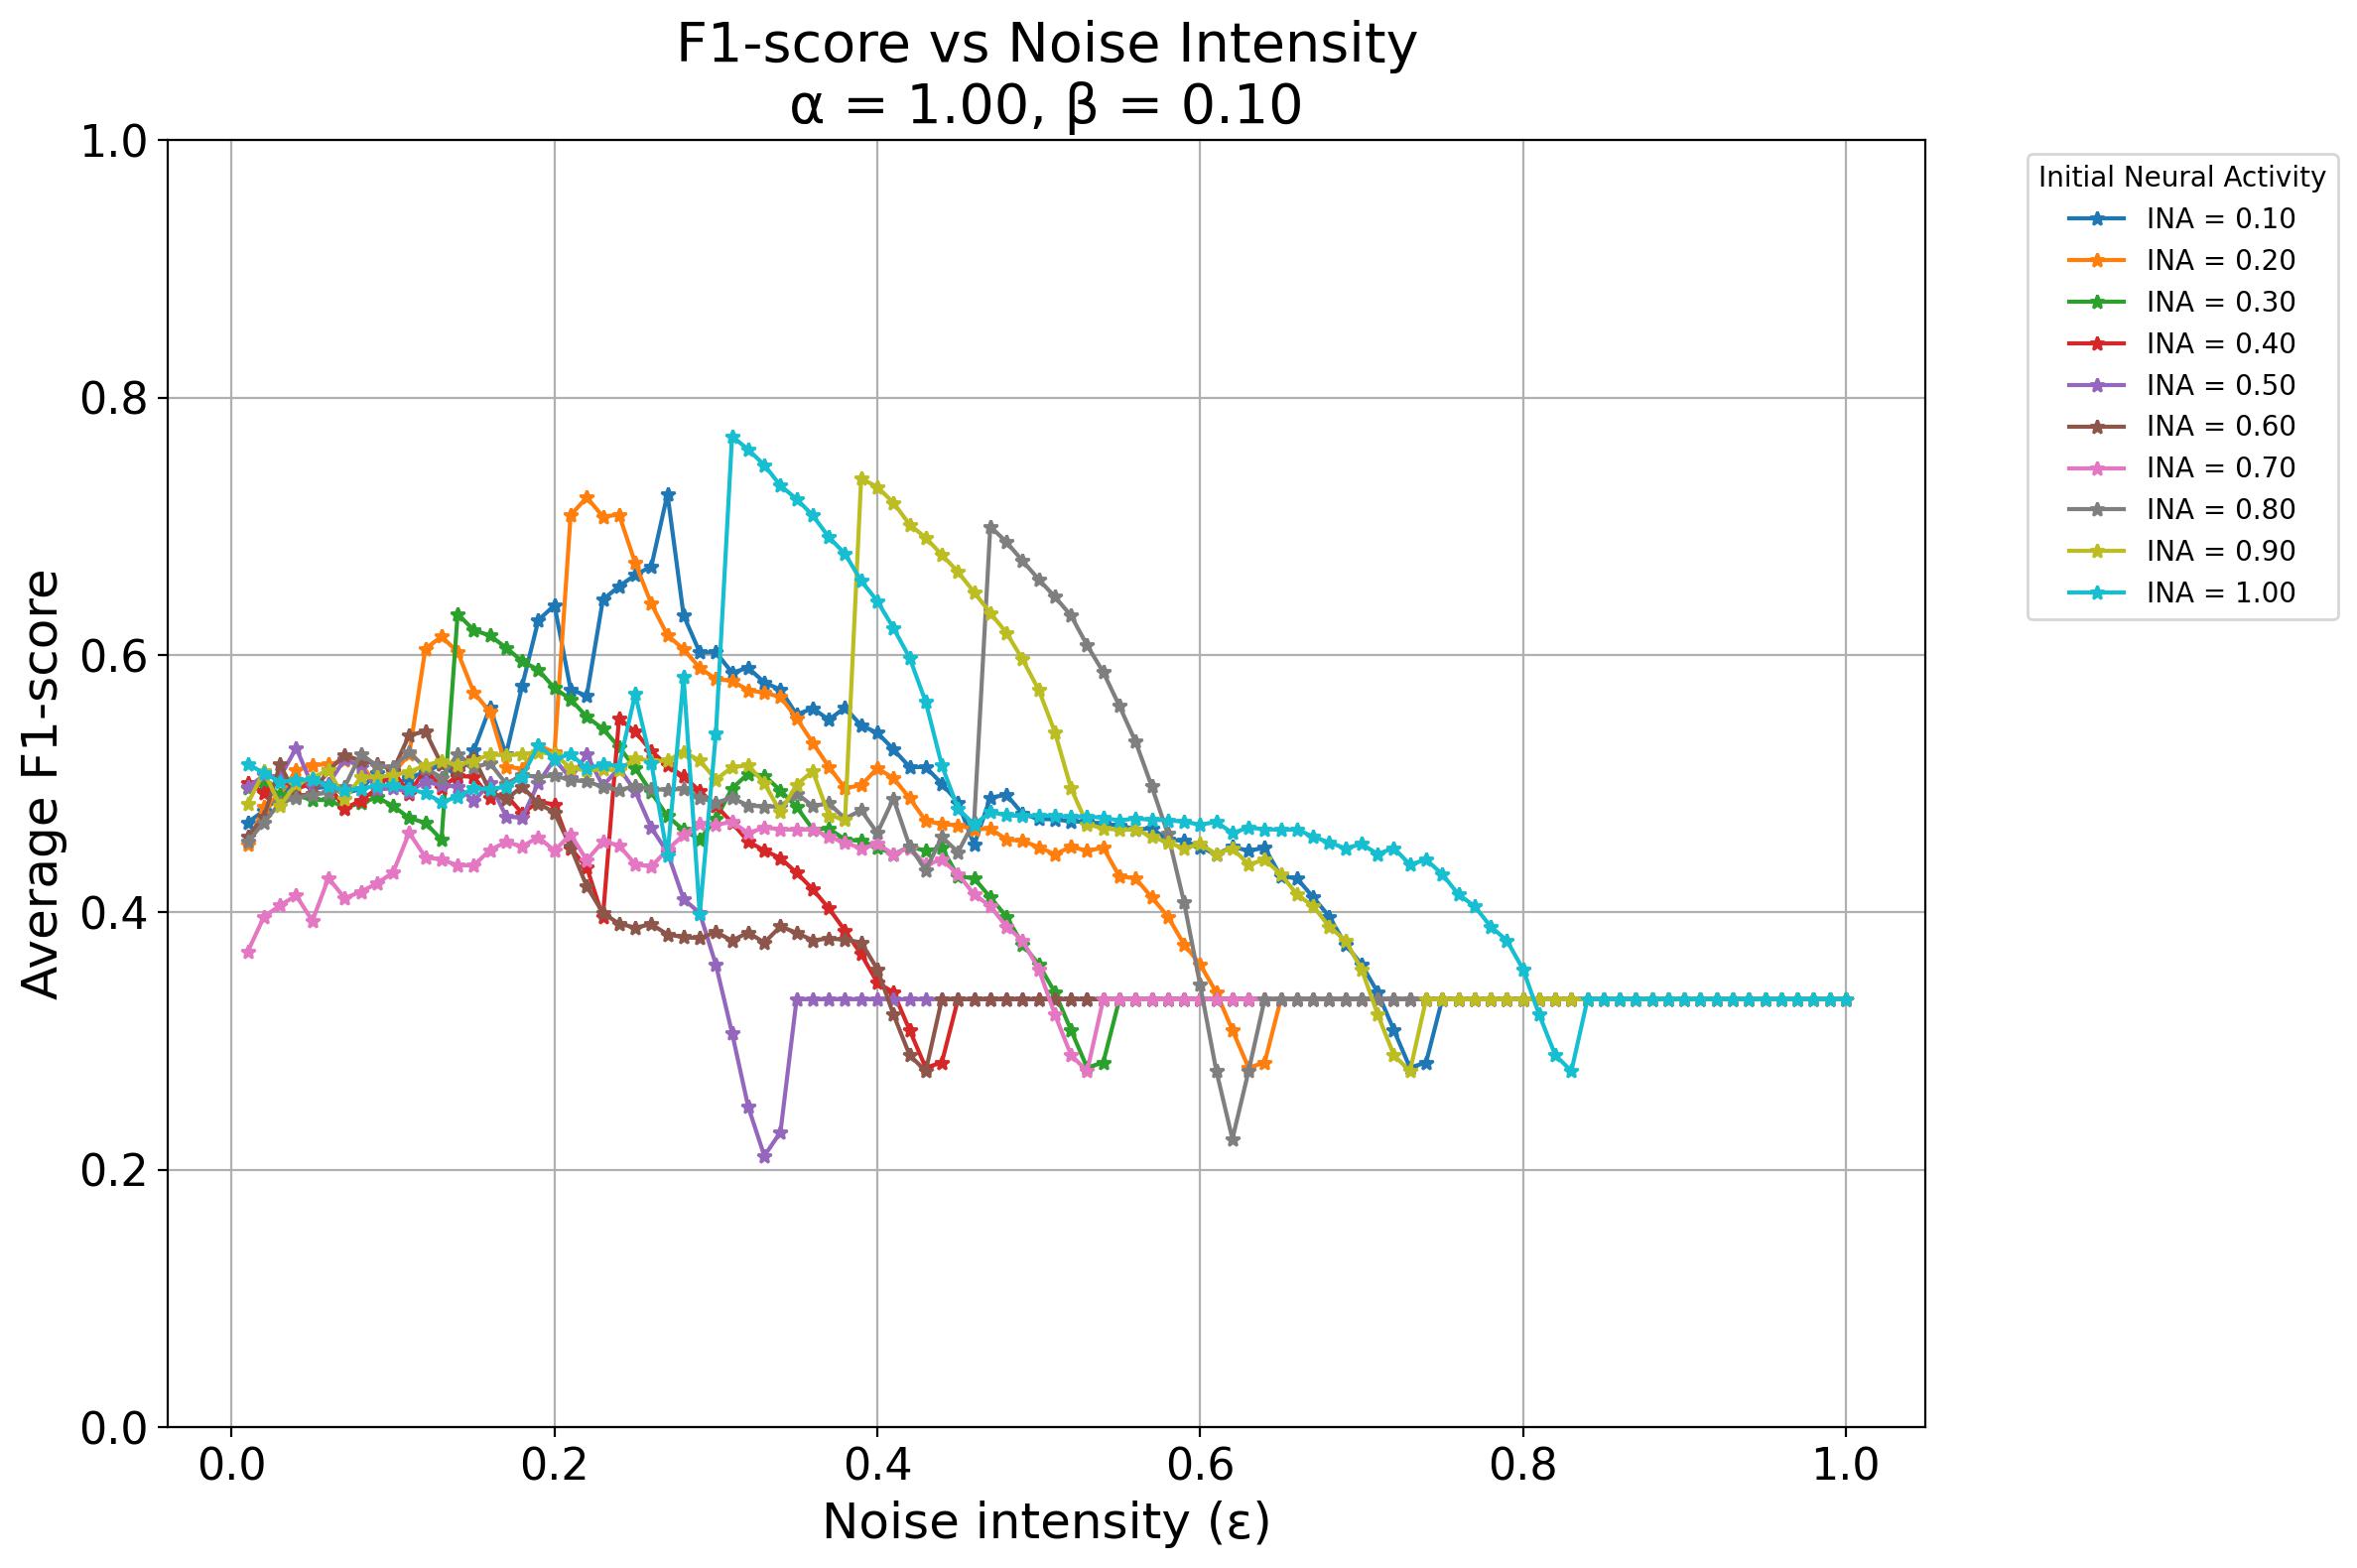 F1-score vs Noise Intensity
α = 1.00, β = 0.10
1.0
0.8
0.6
0.4
0.2
0.0
Average F1-score
0.0 0.2 0.4 0.6 0.8 1.0
Noise intensity (ε)
Initial Neural Activity
INA = 0.10
INA = 0.20
INA = 0.30
INA = 0.40
INA = 0.50
INA = 0.60
INA = 0.70
INA = 0.80
INA = 0.90
INA = 1.00